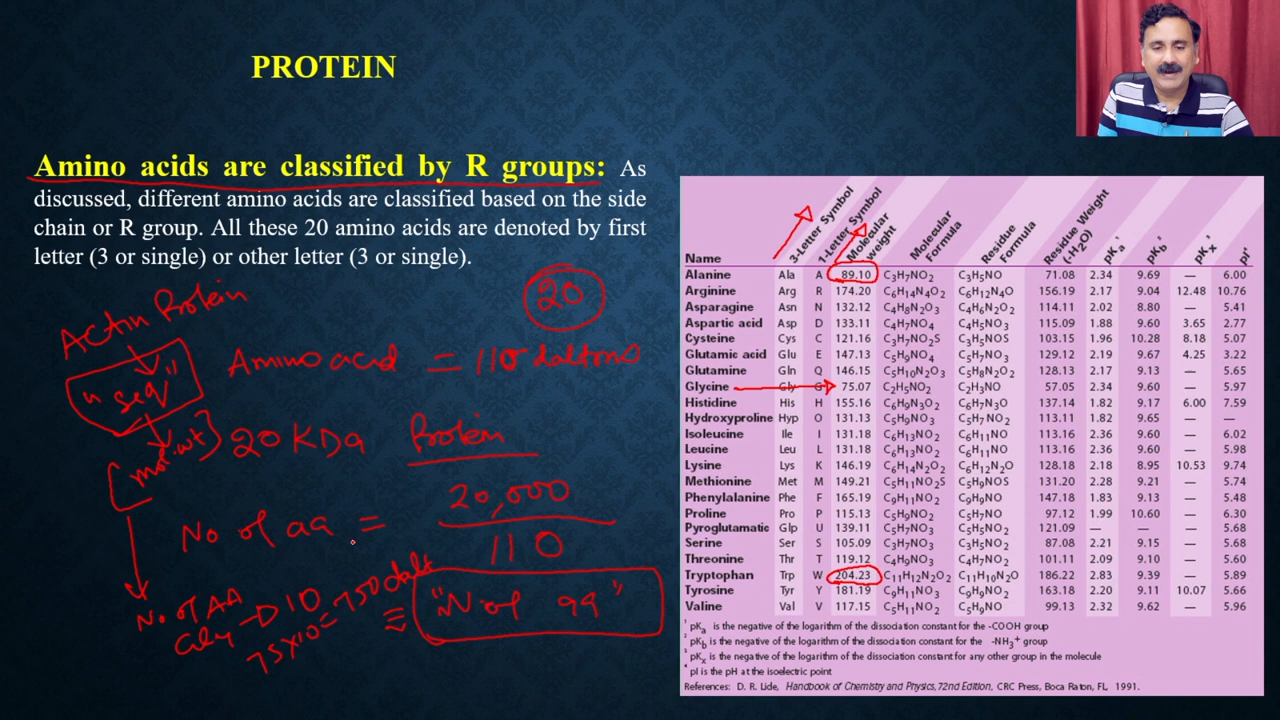 PROTEIN
Amino acids are classified by R groups: As
discussed, different amino acids are classified based on the side
chain or R group. All these 20 amino acids are denoted by first
letter (3 or single) or other letter (3 or single).
20
Actin Protein
"seq"
Amino acid = 110 daltons
[mol.wt]
20 KDa Protein
No of aa = 20,000
110
= "N of aa"
No of AA
Gly → 10
75x10 = 750 dalt
Name 3-Letter Symbol 1-Letter Symbol Molecular Weight Molecular Formula Residue Formula Residue Weight (-H₂O) pKa¹ pKb² pKx³ pI⁴
Alanine Ala A 89.10 C₃H₇NO₂ C₃H₅NO 71.08 2.34 9.69 — 6.00
Arginine Arg R 174.20 C₆H₁₄N₄O₂ C₆H₁₂N₄O 156.19 2.17 9.04 12.48 10.76
Asparagine Asn N 132.12 C₄H₈N₂O₃ C₄H₆N₂O₂ 114.11 2.02 8.80 — 5.41
Aspartic acid Asp D 133.11 C₄H₇NO₄ C₄H₅NO₃ 115.09 1.88 9.60 3.65 2.77
Cysteine Cys C 121.16 C₃H₇NO₂S C₃H₅NOS 103.15 1.96 10.28 8.18 5.07
Glutamic acid Glu E 147.13 C₅H₉NO₄ C₅H₇NO₃ 129.12 2.19 9.67 4.25 3.22
Glutamine Gln Q 146.15 C₅H₁₀N₂O₃ C₅H₈N₂O₂ 128.13 2.17 9.13 — 5.65
Glycine Gly G 75.07 C₂H₅NO₂ C₂H₃NO 57.05 2.34 9.60 — 5.97
Histidine His H 155.16 C₆H₉N₃O₂ C₆H₇N₃O 137.14 1.82 9.17 6.00 7.59
Hydroxyproline Hyp O 131.13 C₅H₉NO₃ C₅H₇NO₂ 113.11 1.82 9.65 — —
Isoleucine Ile I 131.18 C₆H₁₃NO₂ C₆H₁₁NO 113.16 2.36 9.60 — 6.02
Leucine Leu L 131.18 C₆H₁₃NO₂ C₆H₁₁NO 113.16 2.36 9.60 — 5.98
Lysine Lys K 146.19 C₆H₁₄N₂O₂ C₆H₁₂N₂O 128.18 2.18 8.95 10.53 9.74
Methionine Met M 149.21 C₅H₁₁NO₂S C₅H₉NOS 131.20 2.28 9.21 — 5.74
Phenylalanine Phe F 165.19 C₉H₁₁NO₂ C₉H₉NO 147.18 1.83 9.13 — 5.48
Proline Pro P 115.13 C₅H₉NO₂ C₅H₇NO 97.12 1.99 10.60 — 6.30
Pyroglutamatic Glp U 139.11 C₅H₇NO₃ C₅H₅NO₂ 121.09 — — — 5.68
Serine Ser S 105.09 C₃H₇NO₃ C₃H₅NO₂ 87.08 2.21 9.15 — 5.68
Threonine Thr T 119.12 C₄H₉NO₃ C₄H₇NO₂ 101.11 2.09 9.10 — 5.60
Tryptophan Trp W 204.23 C₁₁H₁₂N₂O₂ C₁₁H₁₀N₂O 186.22 2.83 9.39 — 5.89
Tyrosine Tyr Y 181.19 C₉H₁₁NO₃ C₉H₉NO₂ 163.18 2.20 9.11 10.07 5.66
Valine Val V 117.15 C₅H₁₁NO₂ C₅H₉NO 99.13 2.32 9.62 — 5.96
¹ pKa is the negative of the logarithm of the dissociation constant for the -COOH group
² pKb is the negative of the logarithm of the dissociation constant for the -NH₃+ group
³ pKx is the negative of the logarithm of the dissociation constant for any other group in the molecule
⁴ pI is the pH at the isoelectric point
References: D. R. Lide, Handbook of Chemistry and Physics, 72nd Edition, CRC Press, Boca Raton, FL, 1991.